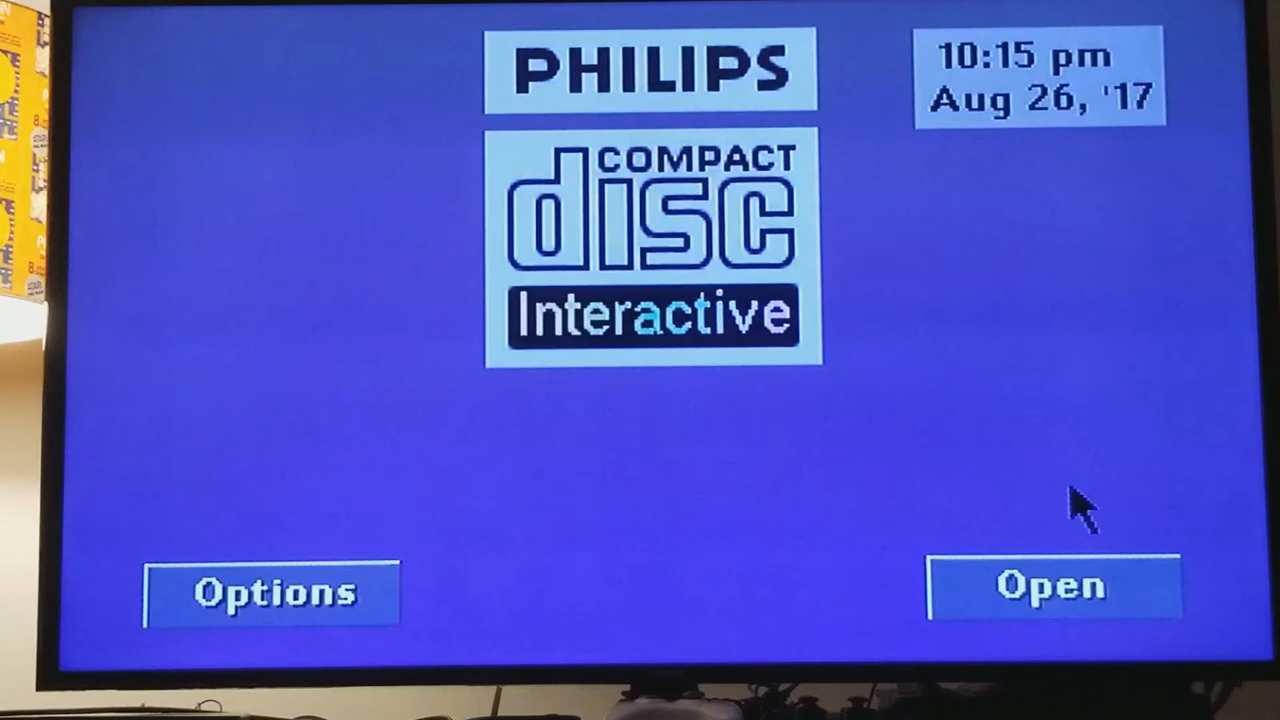 PHILIPS
10:15 pm
Aug 26, '17
COMPACT
disc
Interactive
Options
Open